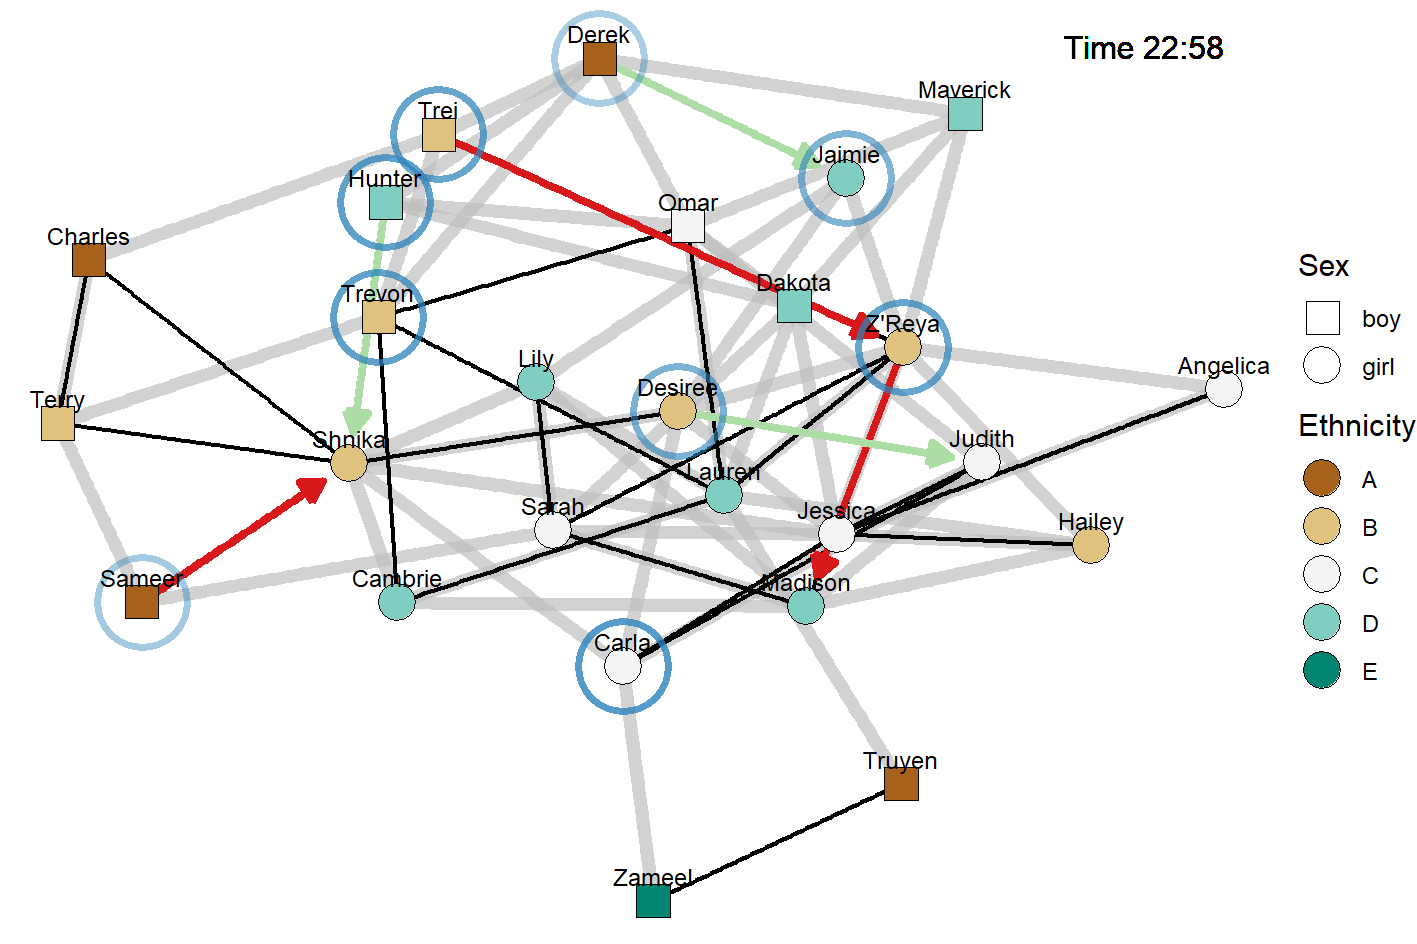 Derek
Time 22:58
Maverick
Trei
Jaimie
Hunter
Omar
Charles
Dakota
Trevon
Z'Reya
Lily
Angelica
Desiree
Terry
Shnika
Judith
Lauren
Sarah
Jessica
Hailey
Sameer
Cambrie
Madison
Carla
Truyen
Zameel
Sex
boy
girl
Ethnicity
A
B
C
D
E